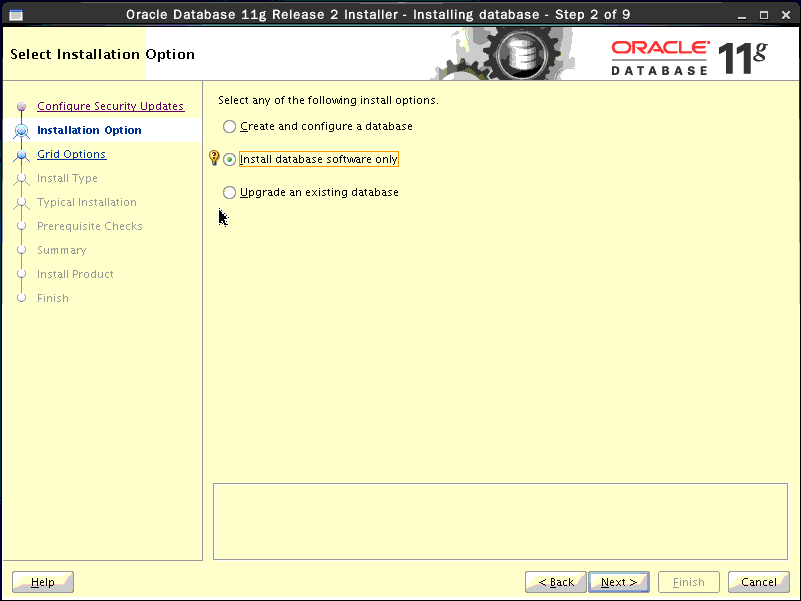 Oracle Database 11g Release 2 Installer - Installing database - Step 2 of 9
Select Installation Option
ORACLE
DATABASE 11g
Configure Security Updates
Installation Option
Grid Options
Install Type
Typical Installation
Prerequisite Checks
Summary
Install Product
Finish
Select any of the following install options.
Create and configure a database
Install database software only
Upgrade an existing database
Help
< Back
Next >
Finish
Cancel